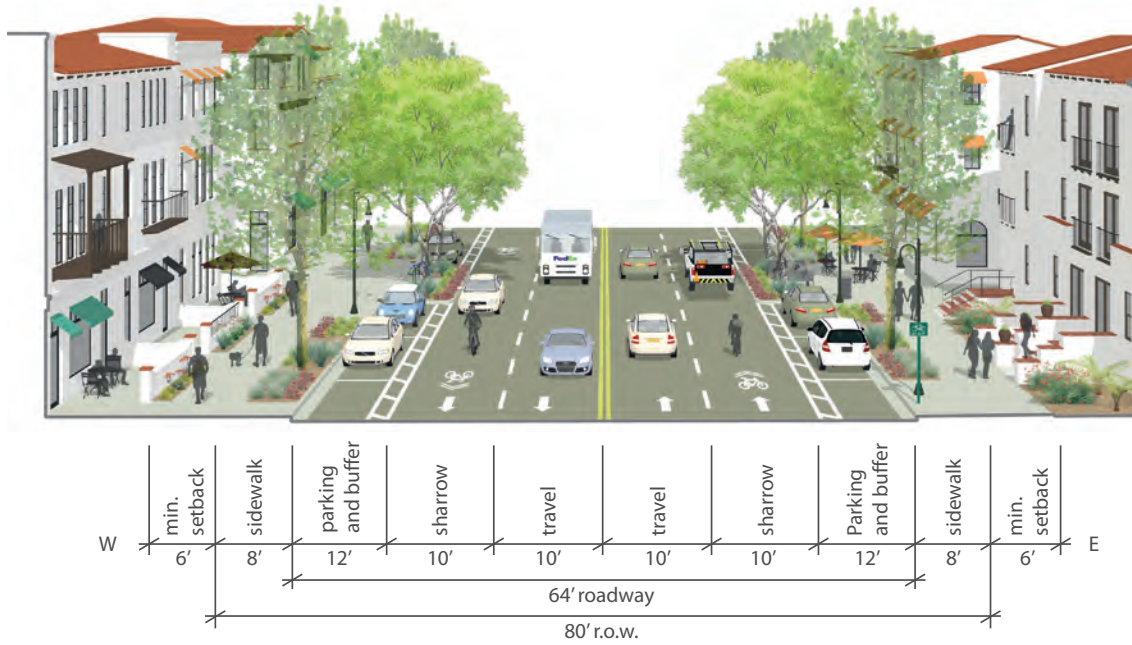 FedEx
min.
setback
sidewalk
parking
and buffer
sharrow
travel
travel
sharrow
Parking
and buffer
sidewalk
min.
setback
W
6’
8’
12’
10’
10’
10’
10’
12’
8’
6’
E
64’ roadway
80’ r.o.w.